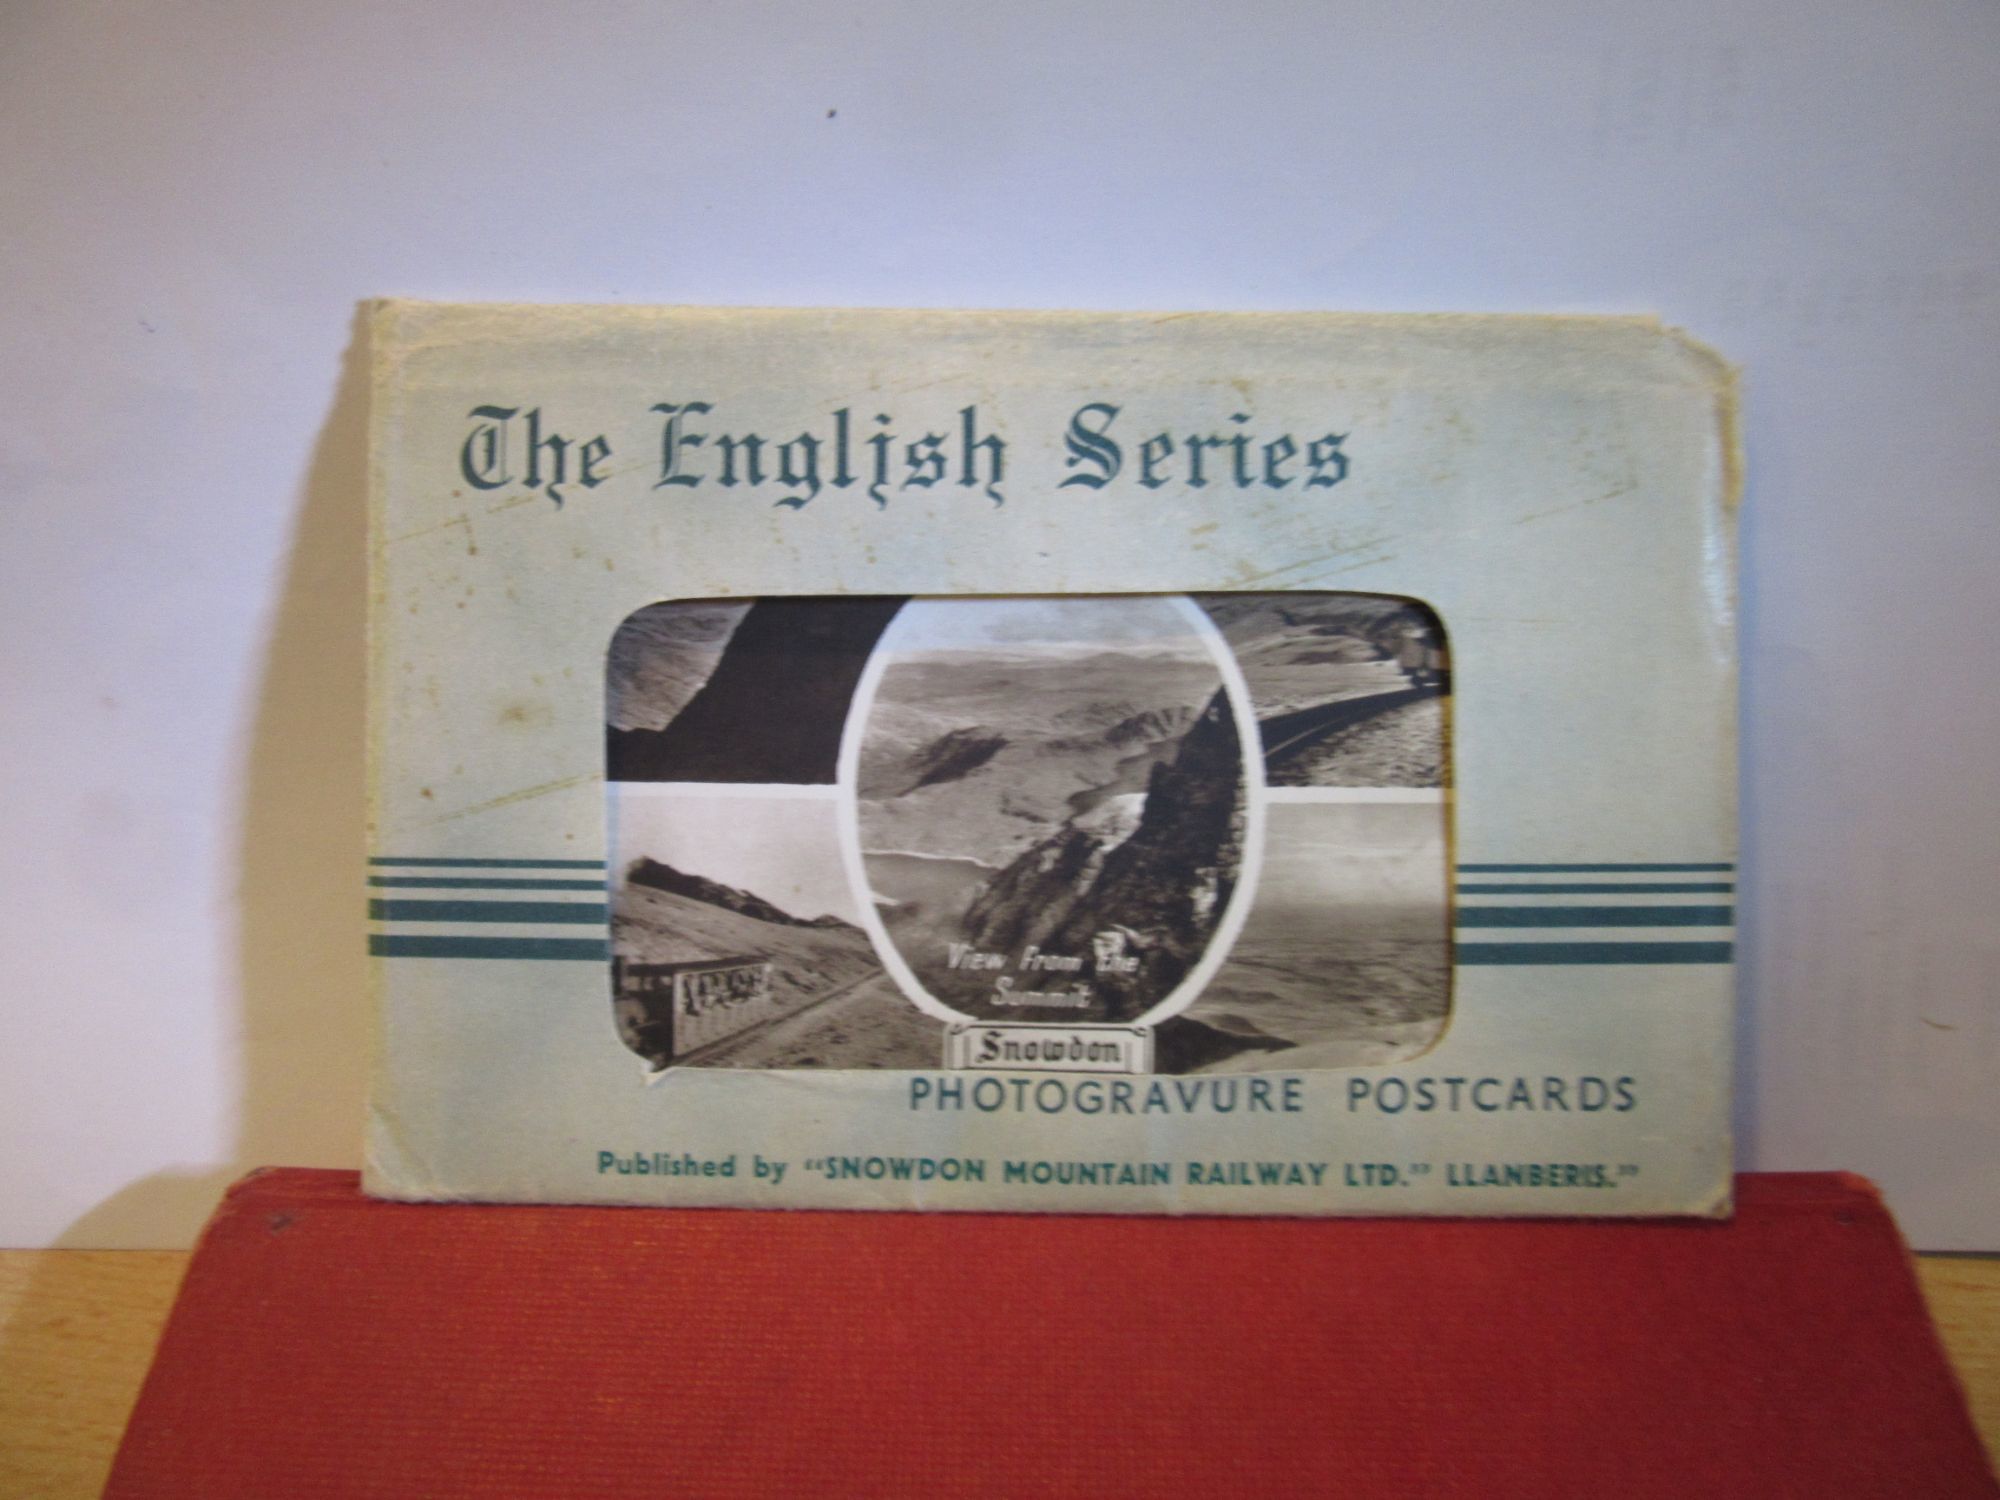 The English Series
View from the
Summit
Snowdon
PHOTOGRAVURE POSTCARDS
Published by "SNOWDON MOUNTAIN RAILWAY LTD." LLANBERIS."